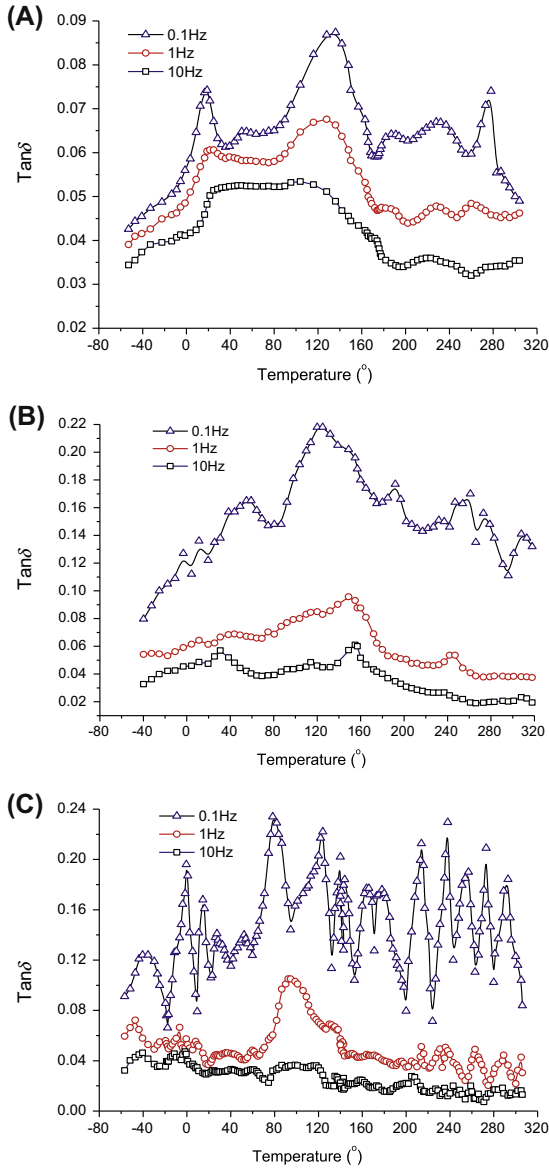 (A)
0.1Hz
1Hz
10Hz
0.09
0.08
0.07
0.06
0.05
0.04
0.03
0.02
Tanδ
-80 -40 0 40 80 120 160 200 240 280 320
Temperature (°)
(B)
0.1Hz
1Hz
10Hz
0.22
0.20
0.18
0.16
0.14
0.12
0.10
0.08
0.06
0.04
0.02
Tanδ
-80 -40 0 40 80 120 160 200 240 280 320
Temperature (°)
(C)
0.1Hz
1Hz
10Hz
0.24
0.20
0.16
0.12
0.08
0.04
0.00
Tanδ
-80 -40 0 40 80 120 160 200 240 280 320
Temperature (°)